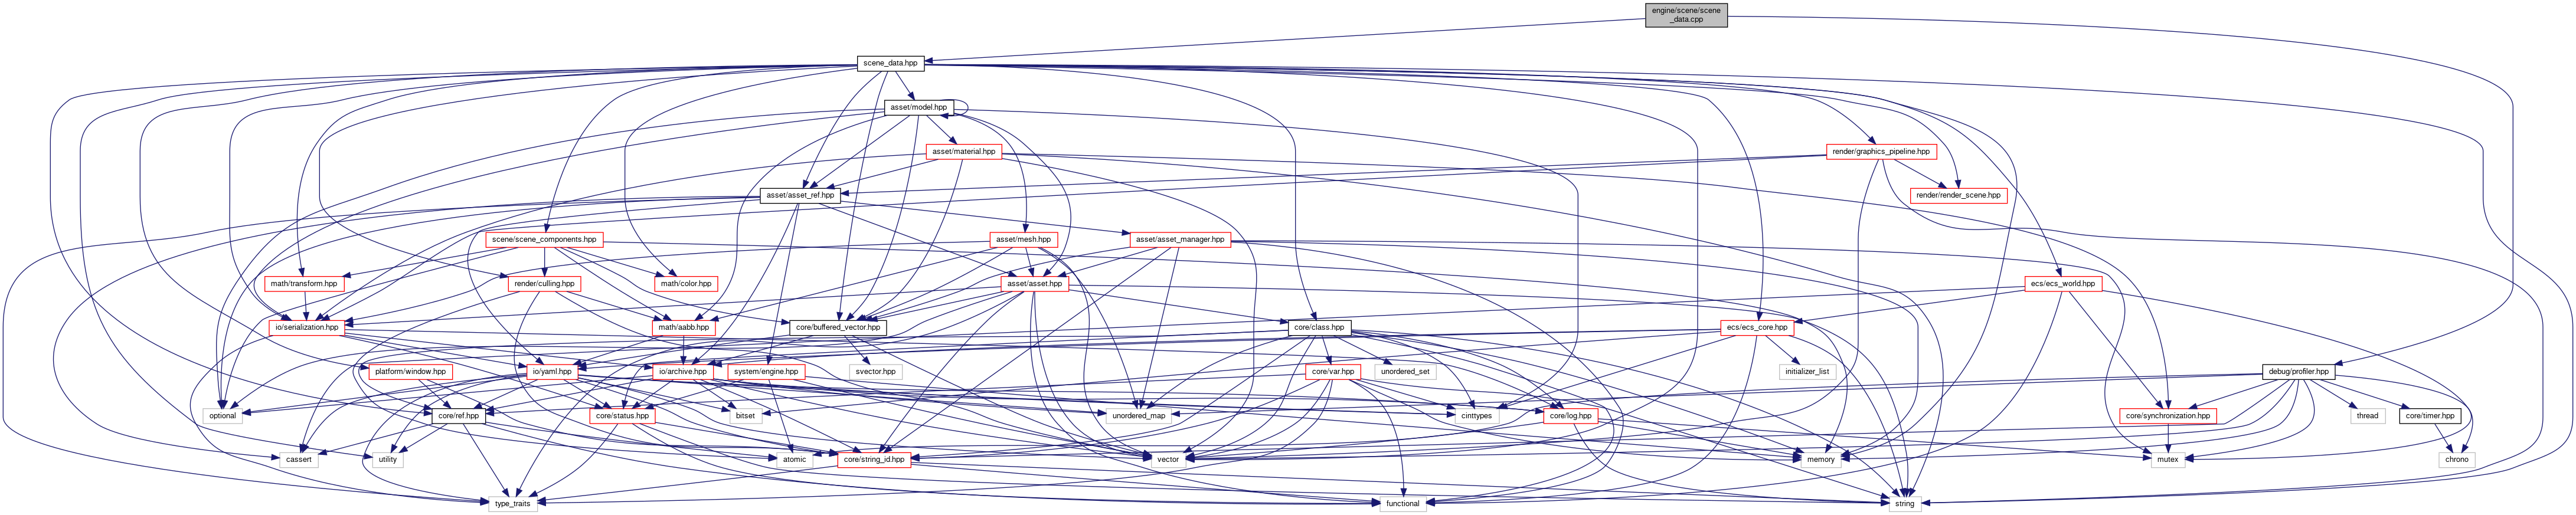 engine/scene/scene
_data.cpp
scene_data.hpp
asset/model.hpp
asset/material.hpp
render/graphics_pipeline.hpp
asset/asset_ref.hpp
render/render_scene.hpp
scene/scene_components.hpp
asset/mesh.hpp
asset/asset_manager.hpp
math/transform.hpp
render/culling.hpp
math/color.hpp
asset/asset.hpp
ecs/ecs_world.hpp
io/serialization.hpp
math/aabb.hpp
core/buffered_vector.hpp
core/class.hpp
ecs/ecs_core.hpp
platform/window.hpp
io/yaml.hpp
io/archive.hpp
system/engine.hpp
svector.hpp
core/var.hpp
unordered_set
initializer_list
debug/profiler.hpp
optional
core/ref.hpp
core/status.hpp
bitset
unordered_map
cinttypes
core/log.hpp
core/synchronization.hpp
thread
core/timer.hpp
cassert
utility
atomic
core/string_id.hpp
vector
memory
mutex
chrono
type_traits
functional
string